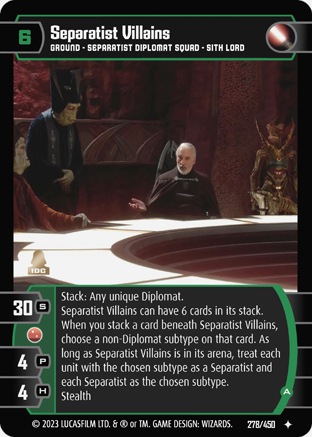 6
Separatist Villains
GROUND - SEPARATIST DIPLOMAT SQUAD - SITH LORD
IDC
30 S
4 P
4 H
Stack: Any unique Diplomat.
Separatist Villains can have 6 cards in its stack.
When you stack a card beneath Separatist Villains,
choose a non-Diplomat subtype on that card. As
long as Separatist Villains is in its arena, treat each
unit with the chosen subtype as a Separatist and
each Separatist as the chosen subtype.
Stealth
A
© 2023 LUCASFILM LTD. & ® or TM. GAME DESIGN: WIZARDS.
278/450